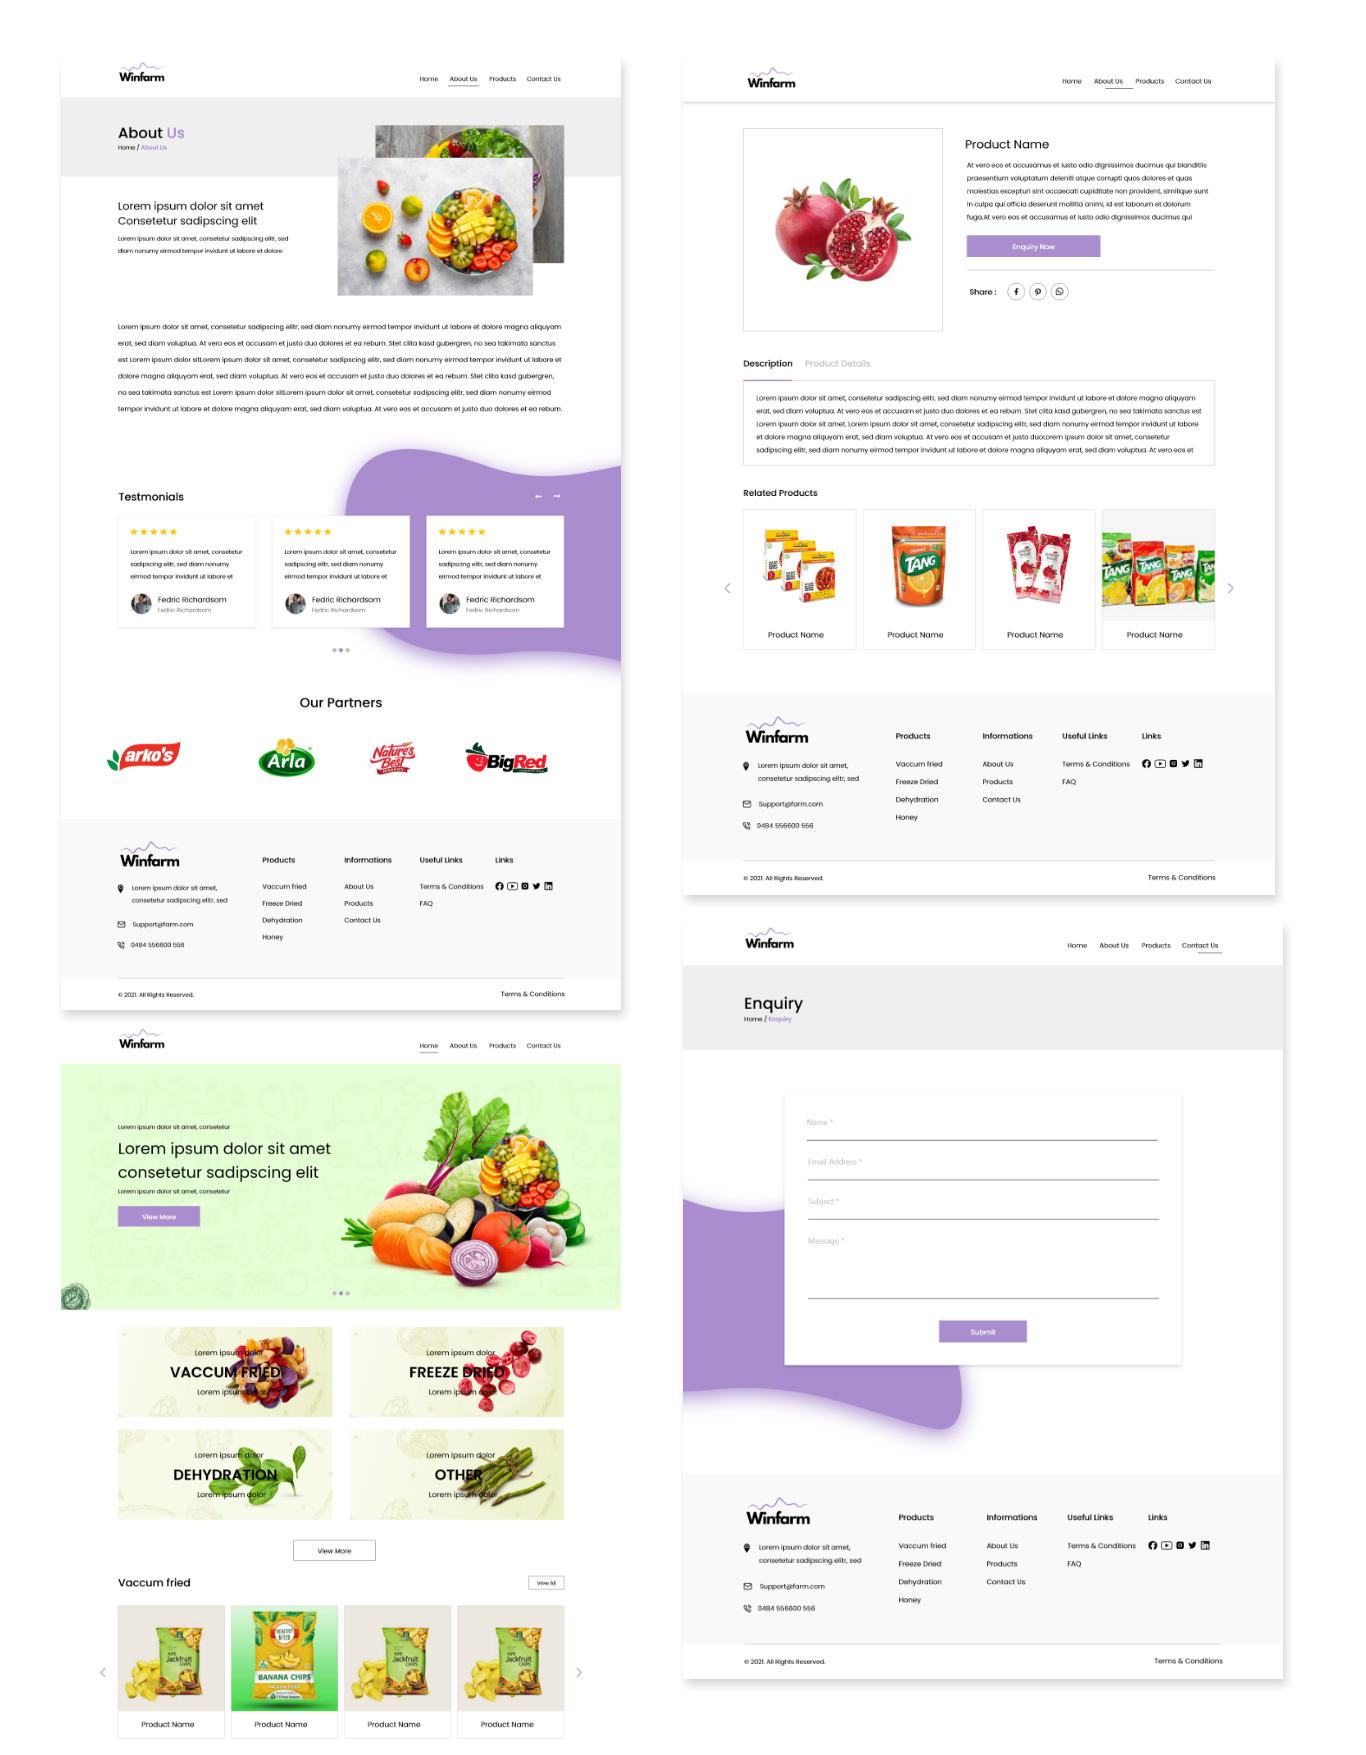 Winfarm
Home About Us Products Contact Us
About Us
Home / About Us
Lorem ipsum dolor sit amet
Consetetur sadipscing elit
Lorem ipsum dolor sit amet, consetetur sadipscing elitr, sed
diam nonumy eirmod tempor invidunt ut labore et dolore
Lorem ipsum dolor sit amet, consetetur sadipscing elitr, sed diam nonumy eirmod tempor invidunt ut labore et dolore magna aliquyam
erat, sed diam voluptua. At vero eos et accusam et justo duo dolores et ea rebum. Stet clita kasd gubergren, no sea takimata sanctus
est Lorem ipsum dolor sitLorem ipsum dolor sit amet, consetetur sadipscing elitr, sed diam nonumy eirmod tempor invidunt ut labore et
dolore magna aliquyam erat, sed diam voluptua. At vero eos et accusam et justo duo dolores et ea rebum. Stet clita kasd gubergren,
no sea takimata sanctus est Lorem ipsum dolor sitLorem ipsum dolor sit amet, consetetur sadipscing elitr, sed diam nonumy eirmod
tempor invidunt ut labore et dolore magna aliquyam erat, sed diam voluptua. At vero eos et accusam et justo duo dolores et ea rebum.
Testmonials
Lorem ipsum dolor sit amet, consetetur
sadipscing elitr, sed diam nonumy
eirmod tempor invidunt ut labore et
Fedric Richardsom
Fedric Richardsom
Lorem ipsum dolor sit amet, consetetur
sadipscing elitr, sed diam nonumy
eirmod tempor invidunt ut labore et
Fedric Richardsom
Fedric Richardsom
Lorem ipsum dolor sit amet, consetetur
sadipscing elitr, sed diam nonumy
eirmod tempor invidunt ut labore et
Fedric Richardsom
Fedric Richardsom
Our Partners
arko's
Arla
Nature's
Best
BigRed
Winfarm
Lorem ipsum dolor sit amet,
consetetur sadipscing elitr, sed
Support@farm.com
0484 556600 556
Products
Vaccum fried
Freeze Dried
Dehydration
Honey
Informations
About Us
Products
Contact Us
Useful Links
Terms & Conditions
FAQ
Links
© 2021. All Rights Reserved.
Terms & Conditions
Winfarm
Home About Us Products Contact Us
Lorem ipsum dolor sit amet, consetetur
Lorem ipsum dolor sit amet
consetetur sadipscing elit
Lorem ipsum dolor sit amet, consetetur
View More
Lorem ipsum dolor
VACCUM FRIED
Lorem ipsum dolor
Lorem ipsum dolor
FREEZE DRIED
Lorem ipsum dolor
Lorem ipsum dolor
DEHYDRATION
Lorem ipsum dolor
Lorem ipsum dolor
OTHER
Lorem ipsum dolor
View More
Vaccum fried
View All
Jackfruit
CHIPS
Product Name
HEALTHY
BITES
BANANA CHIPS
VACUUM FRIED
Product Name
Jackfruit
CHIPS
Product Name
Jackfruit
CHIPS
Product Name
Winfarm
Home About Us Products Contact Us
Product Name
At vero eos et accusamus et iusto odio dignissimos ducimus qui blanditiis
praesentium voluptatum deleniti atque corrupti quos dolores et quas
molestias excepturi sint occaecati cupiditate non provident, similique sunt
in culpa qui officia deserunt mollitia animi, id est laborum et dolorum
fuga.At vero eos et accusamus et iusto odio dignissimos ducimus qui
Enquiry Now
Share :
Description
Product Details
Lorem ipsum dolor sit amet, consetetur sadipscing elitr, sed diam nonumy eirmod tempor invidunt ut labore et dolore magna aliquyam
erat, sed diam voluptua. At vero eos et accusam et justo duo dolores et ea rebum. Stet clita kasd gubergren, no sea takimata sanctus est
Lorem ipsum dolor sit amet. Lorem ipsum dolor sit amet, consetetur sadipscing elitr, sed diam nonumy eirmod tempor invidunt ut labore
et dolore magna aliquyam erat, sed diam voluptua. At vero eos et accusam et justo duoLorem ipsum dolor sit amet, consetetur
sadipscing elitr, sed diam nonumy eirmod tempor invidunt ut labore et dolore magna aliquyam erat, sed diam voluptua. At vero eos et
Related Products
Product Name
ORANGE
TANG
Product Name
Product Name
TANG
TANG
TANG
Product Name
Winfarm
Lorem ipsum dolor sit amet,
consetetur sadipscing elitr, sed
Support@farm.com
0484 556600 556
Products
Vaccum fried
Freeze Dried
Dehydration
Honey
Informations
About Us
Products
Contact Us
Useful Links
Terms & Conditions
FAQ
Links
© 2021. All Rights Reserved.
Terms & Conditions
Winfarm
Home About Us Products Contact Us
Enquiry
Home / Enquiry
Name *
Email Address *
Subject *
Message *
Submit
Winfarm
Lorem ipsum dolor sit amet,
consetetur sadipscing elitr, sed
Support@farm.com
0484 556600 556
Products
Vaccum fried
Freeze Dried
Dehydration
Honey
Informations
About Us
Products
Contact Us
Useful Links
Terms & Conditions
FAQ
Links
© 2021. All Rights Reserved.
Terms & Conditions